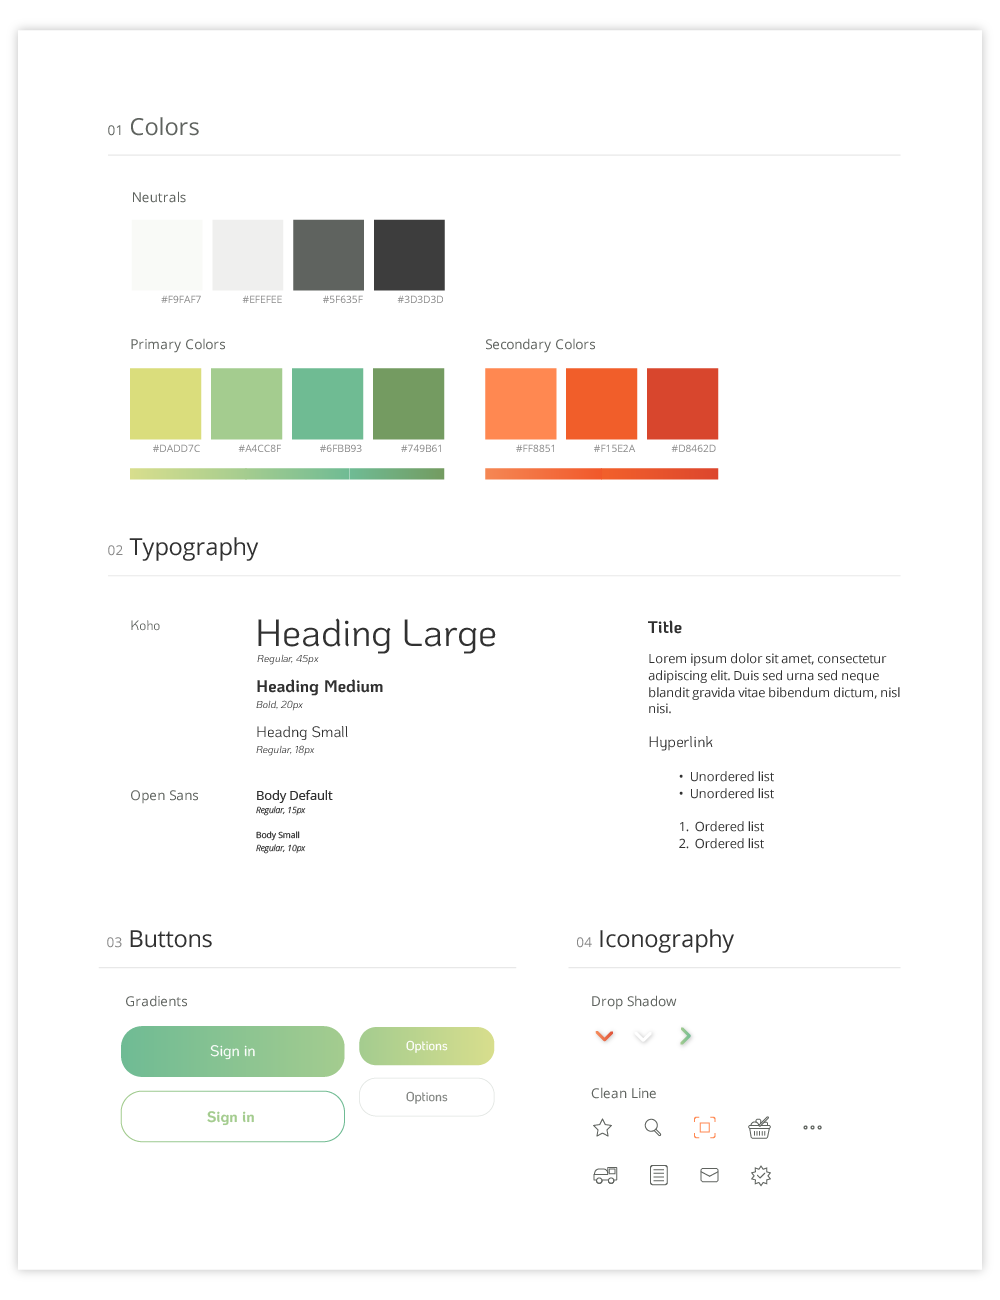 01 Colors
Neutrals
#F9FAF7 #EFEFEE #5F635F #3D3D3D
Primary Colors
#DADD7C #A4CC8F #6FBB93 #749B61
Secondary Colors
#FF8851 #F15E2A #D8462D
02 Typography
Koho
Heading Large
Regular, 45px
Heading Medium
Bold, 20px
Headng Small
Regular, 18px
Open Sans
Body Default
Regular, 15px
Body Small
Regular, 10px
Title
Lorem ipsum dolor sit amet, consectetur
adipiscing elit. Duis sed urna sed neque
blandit gravida vitae bibendum dictum, nisl
nisi.
Hyperlink
• Unordered list
• Unordered list
1. Ordered list
2. Ordered list
03 Buttons
Gradients
Sign in
Options
Sign in
Options
04 Iconography
Drop Shadow
Clean Line